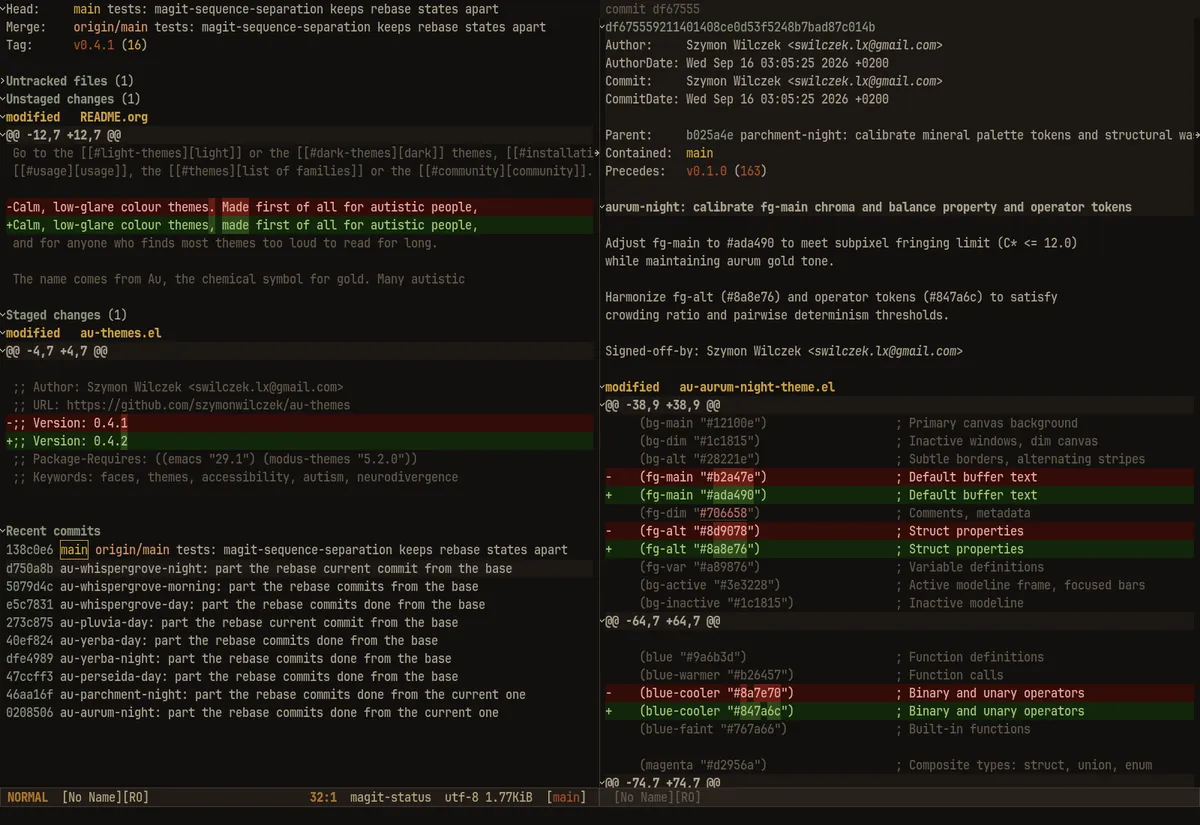 Head:     main tests: magit-sequence-separation keeps rebase states apart
Merge:    origin/main tests: magit-sequence-separation keeps rebase states apart
Tag:      v0.4.1 (16)
Untracked files (1)
Unstaged changes (1)
modified   README.org
@@ -12,7 +12,7 @@
 Go to the [[#light-themes][light]] or the [[#dark-themes][dark]] themes, [[#installati
 [[#usage][usage]], the [[#themes][list of families]] or the [[#community][community]].
-Calm, low-glare colour themes. Made first of all for autistic people,
+Calm, low-glare colour themes, made first of all for autistic people,
 and for anyone who finds most themes too loud to read for long.
 The name comes from Au, the chemical symbol for gold. Many autistic
Staged changes (1)
modified   au-themes.el
@@ -4,7 +4,7 @@
 ;; Author: Szymon Wilczek <swilczek.lx@gmail.com>
 ;; URL: https://github.com/szymonwilczek/au-themes
-;; Version: 0.4.1
+;; Version: 0.4.2
 ;; Package-Requires: ((emacs "29.1") (modus-themes "5.2.0"))
 ;; Keywords: faces, themes, accessibility, autism, neurodivergence
Recent commits
138c0e6 main origin/main tests: magit-sequence-separation keeps rebase states apart
d750a8b au-whispergrove-night: part the rebase current commit from the base
5079d4c au-whispergrove-morning: part the rebase commits from the base
e5c7831 au-whispergrove-day: part the rebase commits done from the base
273c875 au-pluvia-day: part the rebase current commit from the base
40ef824 au-yerba-day: part the rebase commits done from the base
dfe4989 au-yerba-night: part the rebase commits done from the base
47ccff3 au-perseida-day: part the rebase commits done from the base
46aa16f au-parchment-night: part the rebase commits done from the current one
0208506 au-aurum-night: part the rebase commits done from the current one
NORMAL  [No Name][RO]  32:1  magit-status  utf-8 1.77KiB  [main]
commit df67555
df675559211401408ce0d53f5248b7bad87c014b
Author:     Szymon Wilczek <swilczek.lx@gmail.com>
AuthorDate: Wed Sep 16 03:05:25 2026 +0200
Commit:     Szymon Wilczek <swilczek.lx@gmail.com>
CommitDate: Wed Sep 16 03:05:25 2026 +0200
Parent:     b025a4e parchment-night: calibrate mineral palette tokens and structural wa
Contained:  main
Precedes:   v0.1.0 (163)
aurum-night: calibrate fg-main chroma and balance property and operator tokens
Adjust fg-main to #ada490 to meet subpixel fringing limit (C* <= 12.0)
while maintaining aurum gold tone.
Harmonize fg-alt (#8a8e76) and operator tokens (#847a6c) to satisfy
crowding ratio and pairwise determinism thresholds.
Signed-off-by: Szymon Wilczek <swilczek.lx@gmail.com>
modified   au-aurum-night-theme.el
@@ -38,9 +38,9 @@
     (bg-main "#12100e")                   ; Primary canvas background
     (bg-dim "#1c1815")                    ; Inactive windows, dim canvas
     (bg-alt "#28221e")                    ; Subtle borders, alternating stripes
-    (fg-main "#b2a47e")                   ; Default buffer text
+    (fg-main "#ada490")                   ; Default buffer text
     (fg-dim "#706658")                    ; Comments, metadata
-    (fg-alt "#8d9078")                    ; Struct properties
+    (fg-alt "#8a8e76")                    ; Struct properties
     (fg-var "#a89876")                    ; Variable definitions
     (bg-active "#3e3228")                 ; Active modeline frame, focused bars
     (bg-inactive "#1c1815")               ; Inactive modeline
@@ -64,7 +64,7 @@
     (blue "#9a6b3d")                      ; Function definitions
     (blue-warmer "#b26457")               ; Function calls
-    (blue-cooler "#8a7e70")               ; Binary and unary operators
+    (blue-cooler "#847a6c")               ; Binary and unary operators
     (blue-faint "#767a66")                ; Built-in functions
     (magenta "#d2956a")                   ; Composite types: struct, union, enum
@@ -74,7 +74,7 @@
[No Name][RO]